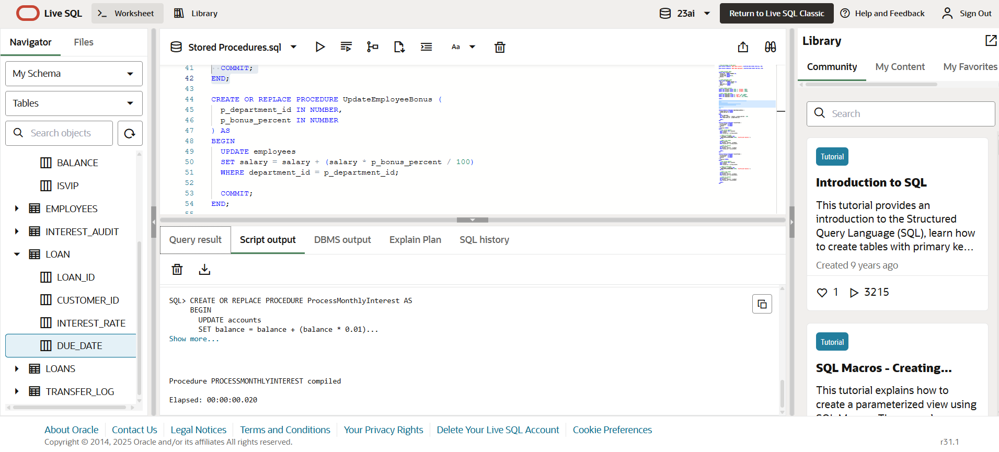 Live SQL
Worksheet
Library
23ai
Return to Live SQL Classic
Help and Feedback
Sign Out
Navigator
Files
My Schema
Tables
Search objects
BALANCE
ISVIP
EMPLOYEES
INTEREST_AUDIT
LOAN
LOAN_ID
CUSTOMER_ID
INTEREST_RATE
DUE_DATE
LOANS
TRANSFER_LOG
Stored Procedures.sql
Aa
41 COMMIT;
42 END;
43
44 CREATE OR REPLACE PROCEDURE UpdateEmployeeBonus (
45 p_department_id IN NUMBER,
46 p_bonus_percent IN NUMBER
47 ) AS
48 BEGIN
49 UPDATE employees
50 SET salary = salary + (salary * p_bonus_percent / 100)
51 WHERE department_id = p_department_id;
52
53 COMMIT;
54 END;
55
Query result
Script output
DBMS output
Explain Plan
SQL history
SQL> CREATE OR REPLACE PROCEDURE ProcessMonthlyInterest AS
BEGIN
UPDATE accounts
SET balance = balance + (balance * 0.01)...
Show more...
Procedure PROCESSMONTHLYINTEREST compiled
Elapsed: 00:00:00.020
Library
Community
My Content
My Favorites
Search
Tutorial
Introduction to SQL
This tutorial provides an
introduction to the Structured
Query Language (SQL), learn how
to create tables with primary ke...
Created 9 years ago
1
3215
Tutorial
SQL Macros - Creating...
This tutorial explains how to
create a parameterized view using
About Oracle
Contact Us
Legal Notices
Terms and Conditions
Your Privacy Rights
Delete Your Live SQL Account
Cookie Preferences
Copyright © 2014, 2025 Oracle and/or its affiliates All rights reserved.
r31.1